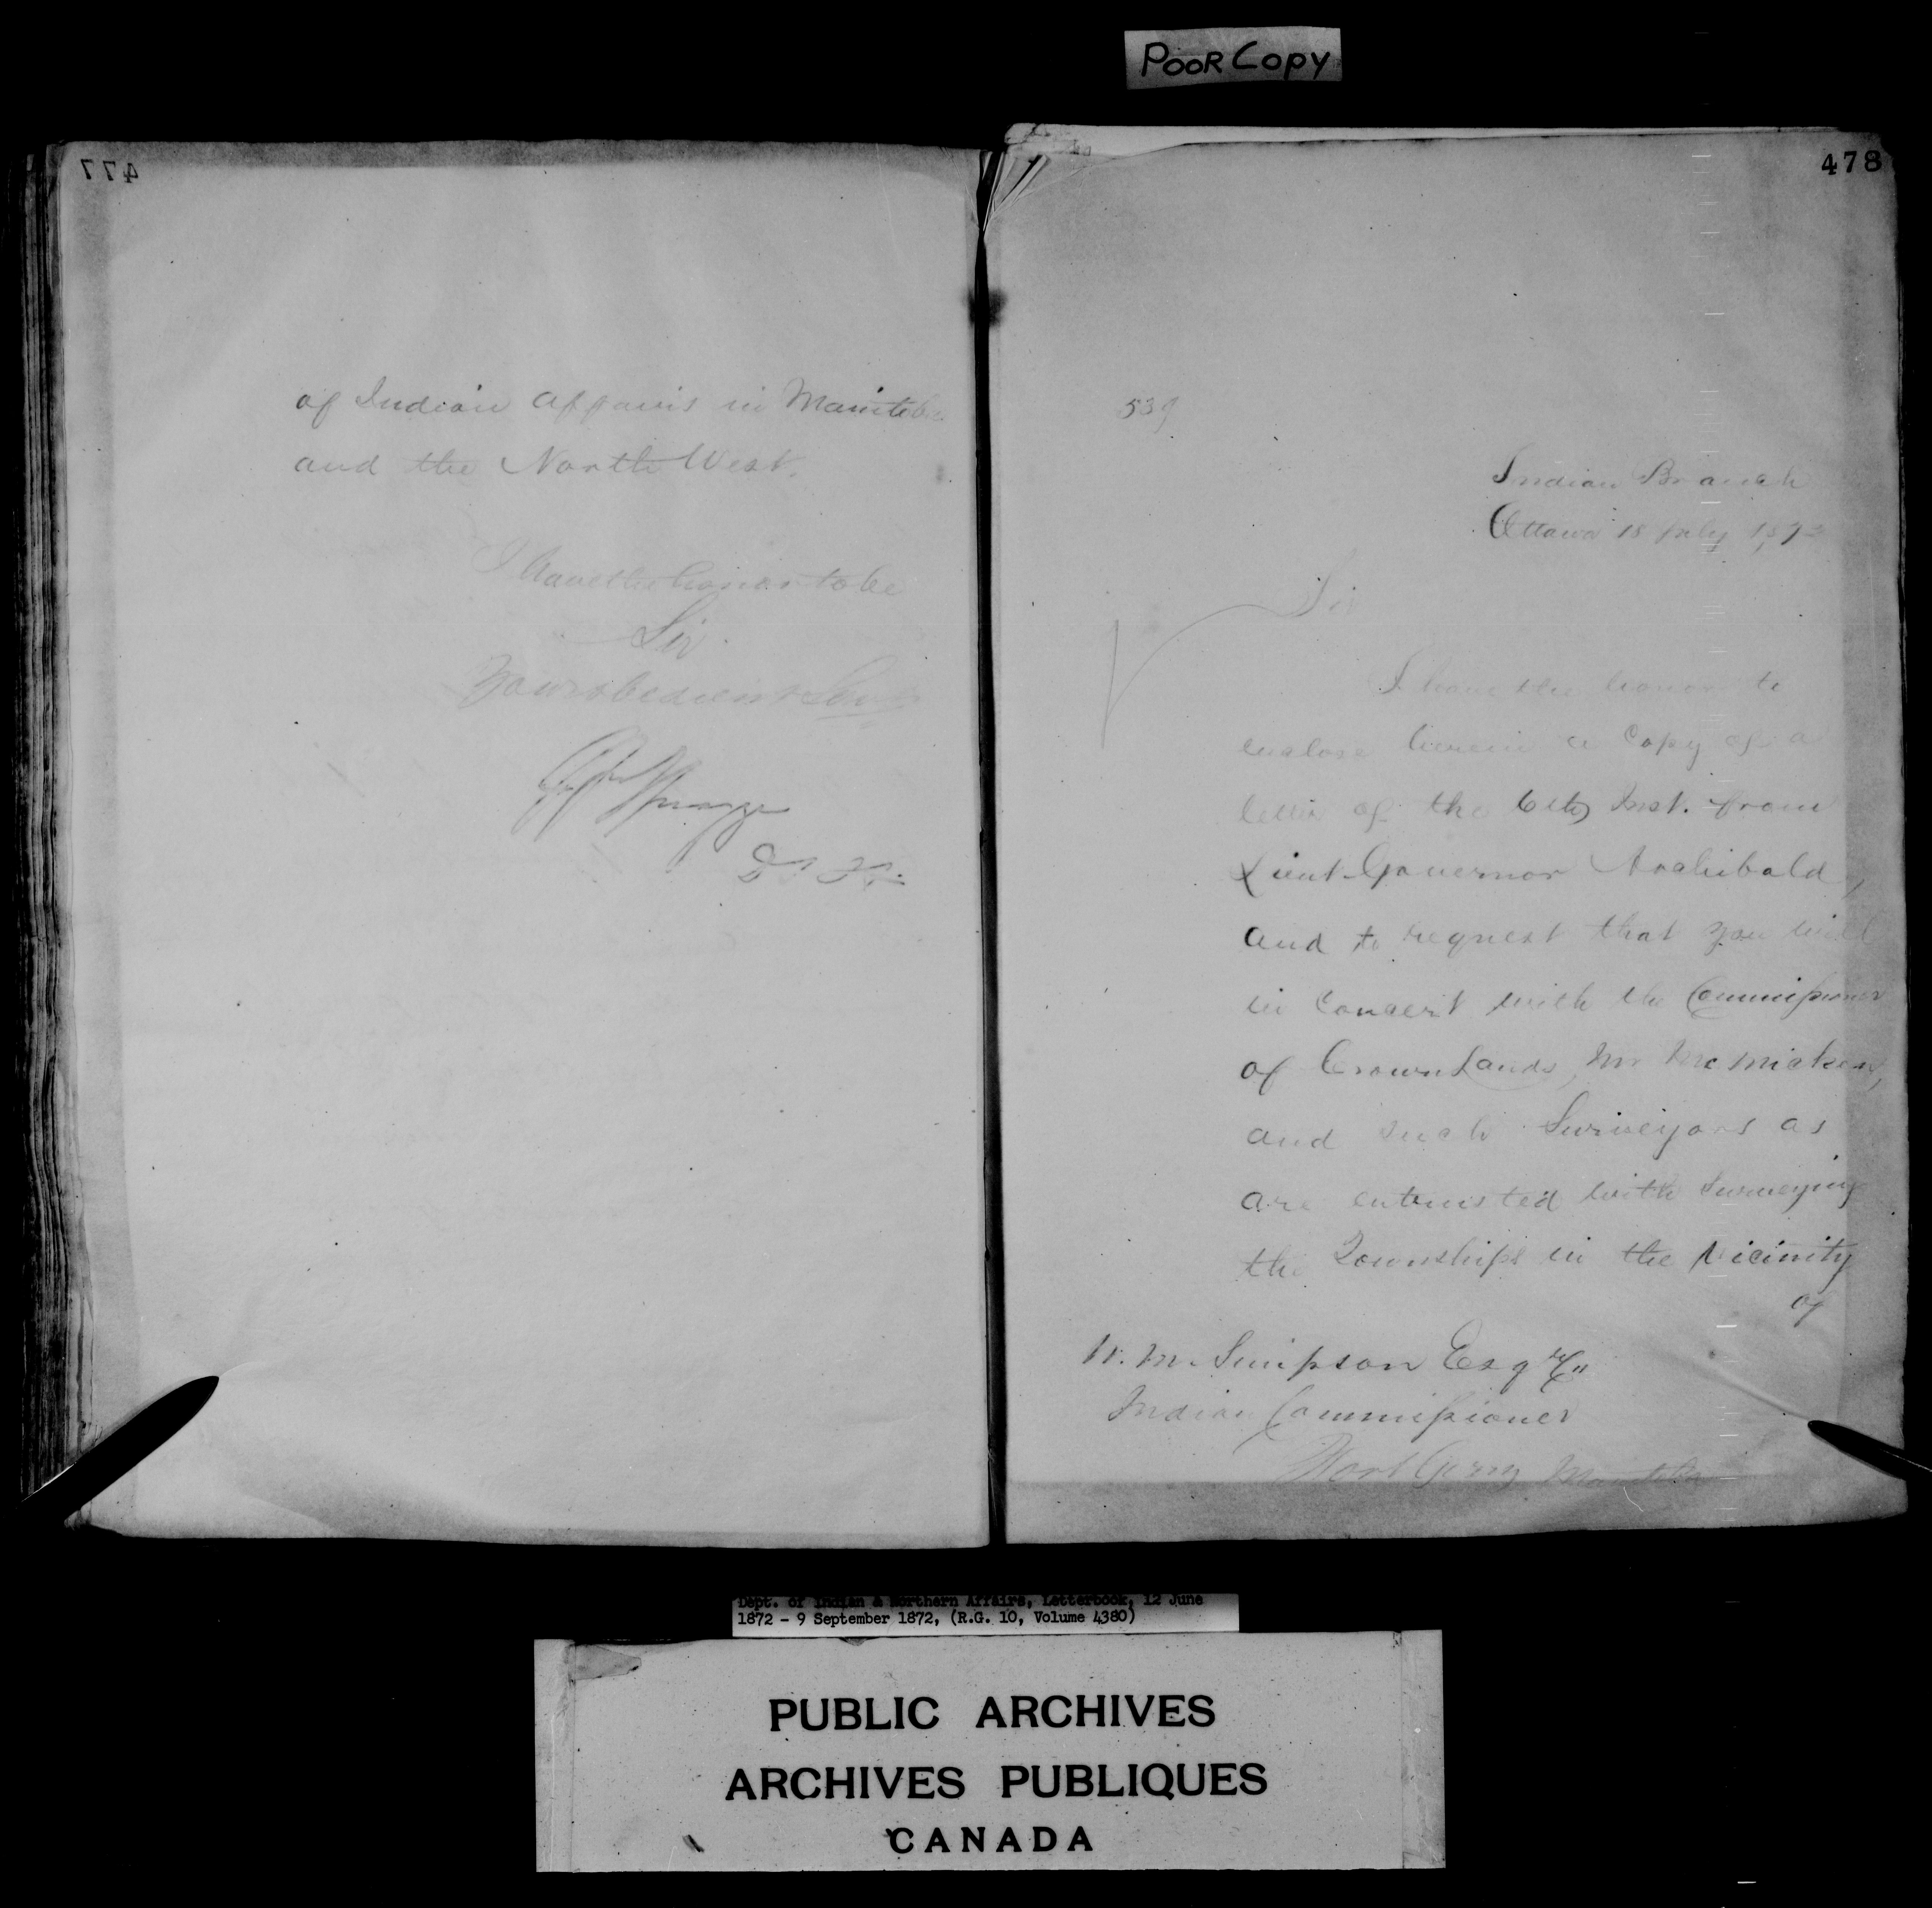 Poor Copy
477
of Indian Affairs in Manitoba
and the North West.
I have the honor to be
Sir
Your obedient Servt
478
539
Indian Branch
Ottawa 18 July 1872
Sir
I have the honor to
enclose herein a Copy of a
letter of the 6th Inst. from
Lieut Governor Archibald,
and to request that you will
in Concert with the Commissioner
of Crown Lands, Mr McMicken,
and such Surveyors as
are entrusted with Surveying
the Townships in the Vicinity
of
W. M. Simpson Esqre
Indian Commissioner
Fort Garry Manitoba
Dept. of Indian & Northern Affairs, Letterbook, 12 June
1872 - 9 September 1872, (R.G. 10, Volume 4380)
PUBLIC ARCHIVES
ARCHIVES PUBLIQUES
CANADA